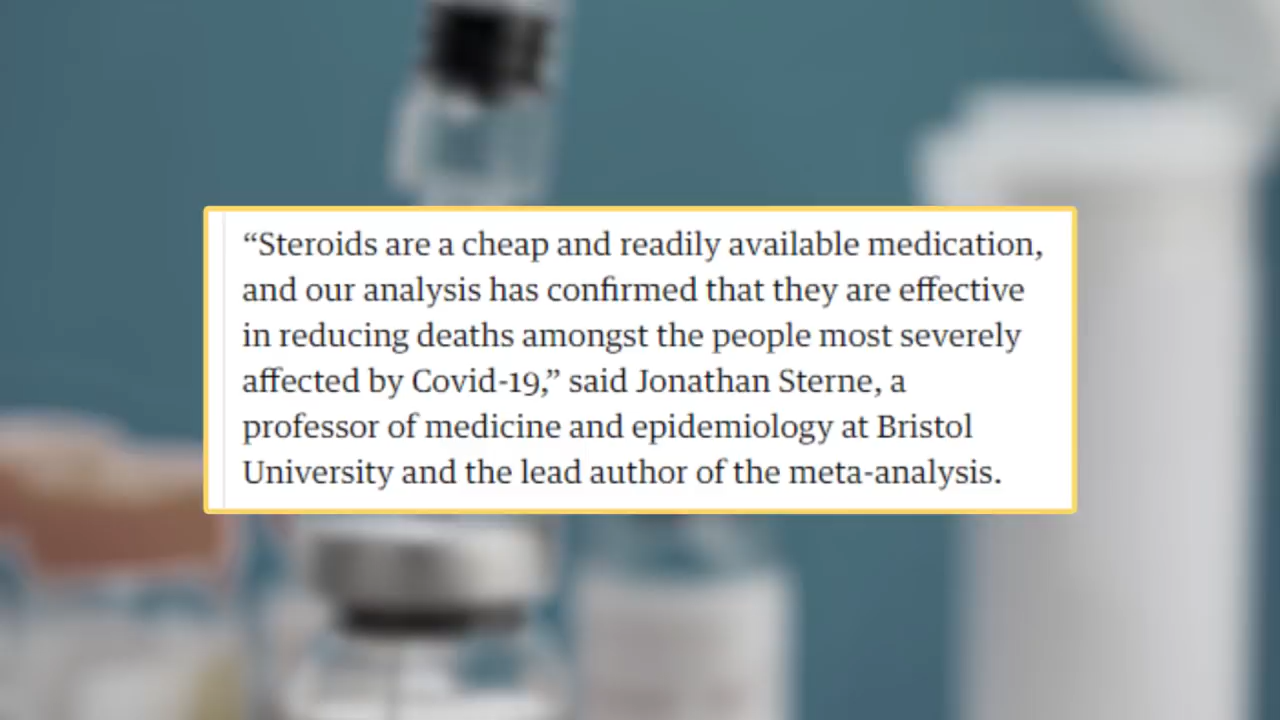 “Steroids are a cheap and readily available medication,
and our analysis has confirmed that they are effective
in reducing deaths amongst the people most severely
affected by Covid-19,” said Jonathan Sterne, a
professor of medicine and epidemiology at Bristol
University and the lead author of the meta-analysis.